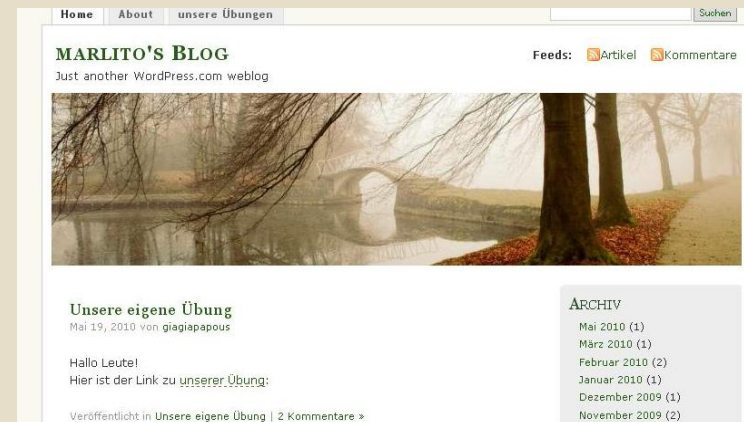 Home About unsere Übungen Suchen
MARLITO'S BLOG
Feeds: Artikel Kommentare
Just another WordPress.com weblog
Unsere eigene Übung
Mai 19, 2010 von giagiapapous
Hallo Leute!
Hier ist der Link zu unserer Übung:
Veröffentlicht in Unsere eigene Übung | 2 Kommentare »
ARCHIV
Mai 2010 (1)
März 2010 (1)
Februar 2010 (2)
Januar 2010 (1)
Dezember 2009 (1)
November 2009 (2)